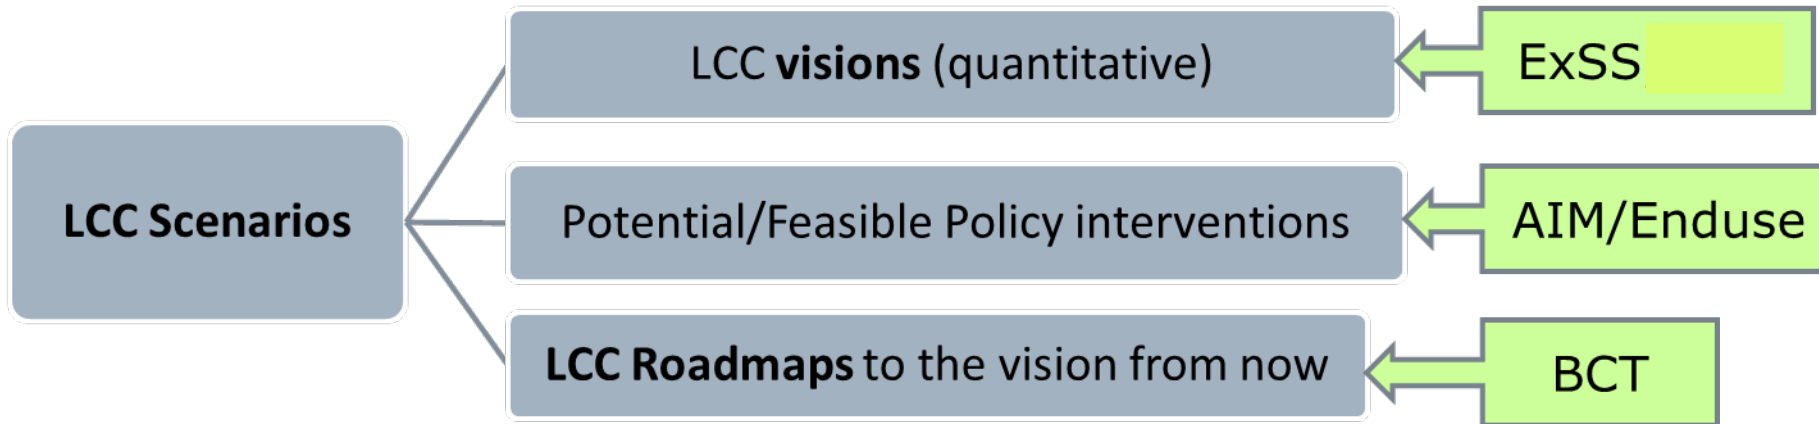 LCC Scenarios
LCC visions (quantitative)
Potential/Feasible Policy interventions
LCC Roadmaps to the vision from now
ExSS
AIM/Enduse
BCT